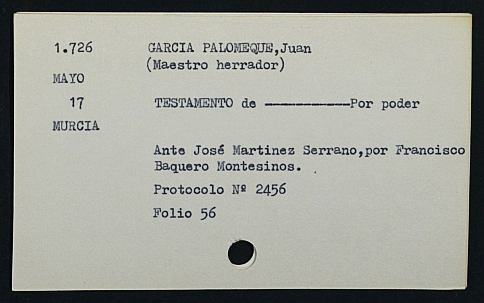 1.726 GARCIA PALOMEQUE,Juan
(Maestro herrador)
MAYO
17 TESTAMENTO de -----------Por poder
MURCIA
Ante José Martinez Serrano,por Francisco
Baquero Montesinos.
Protocolo Nº 2456
Folio 56